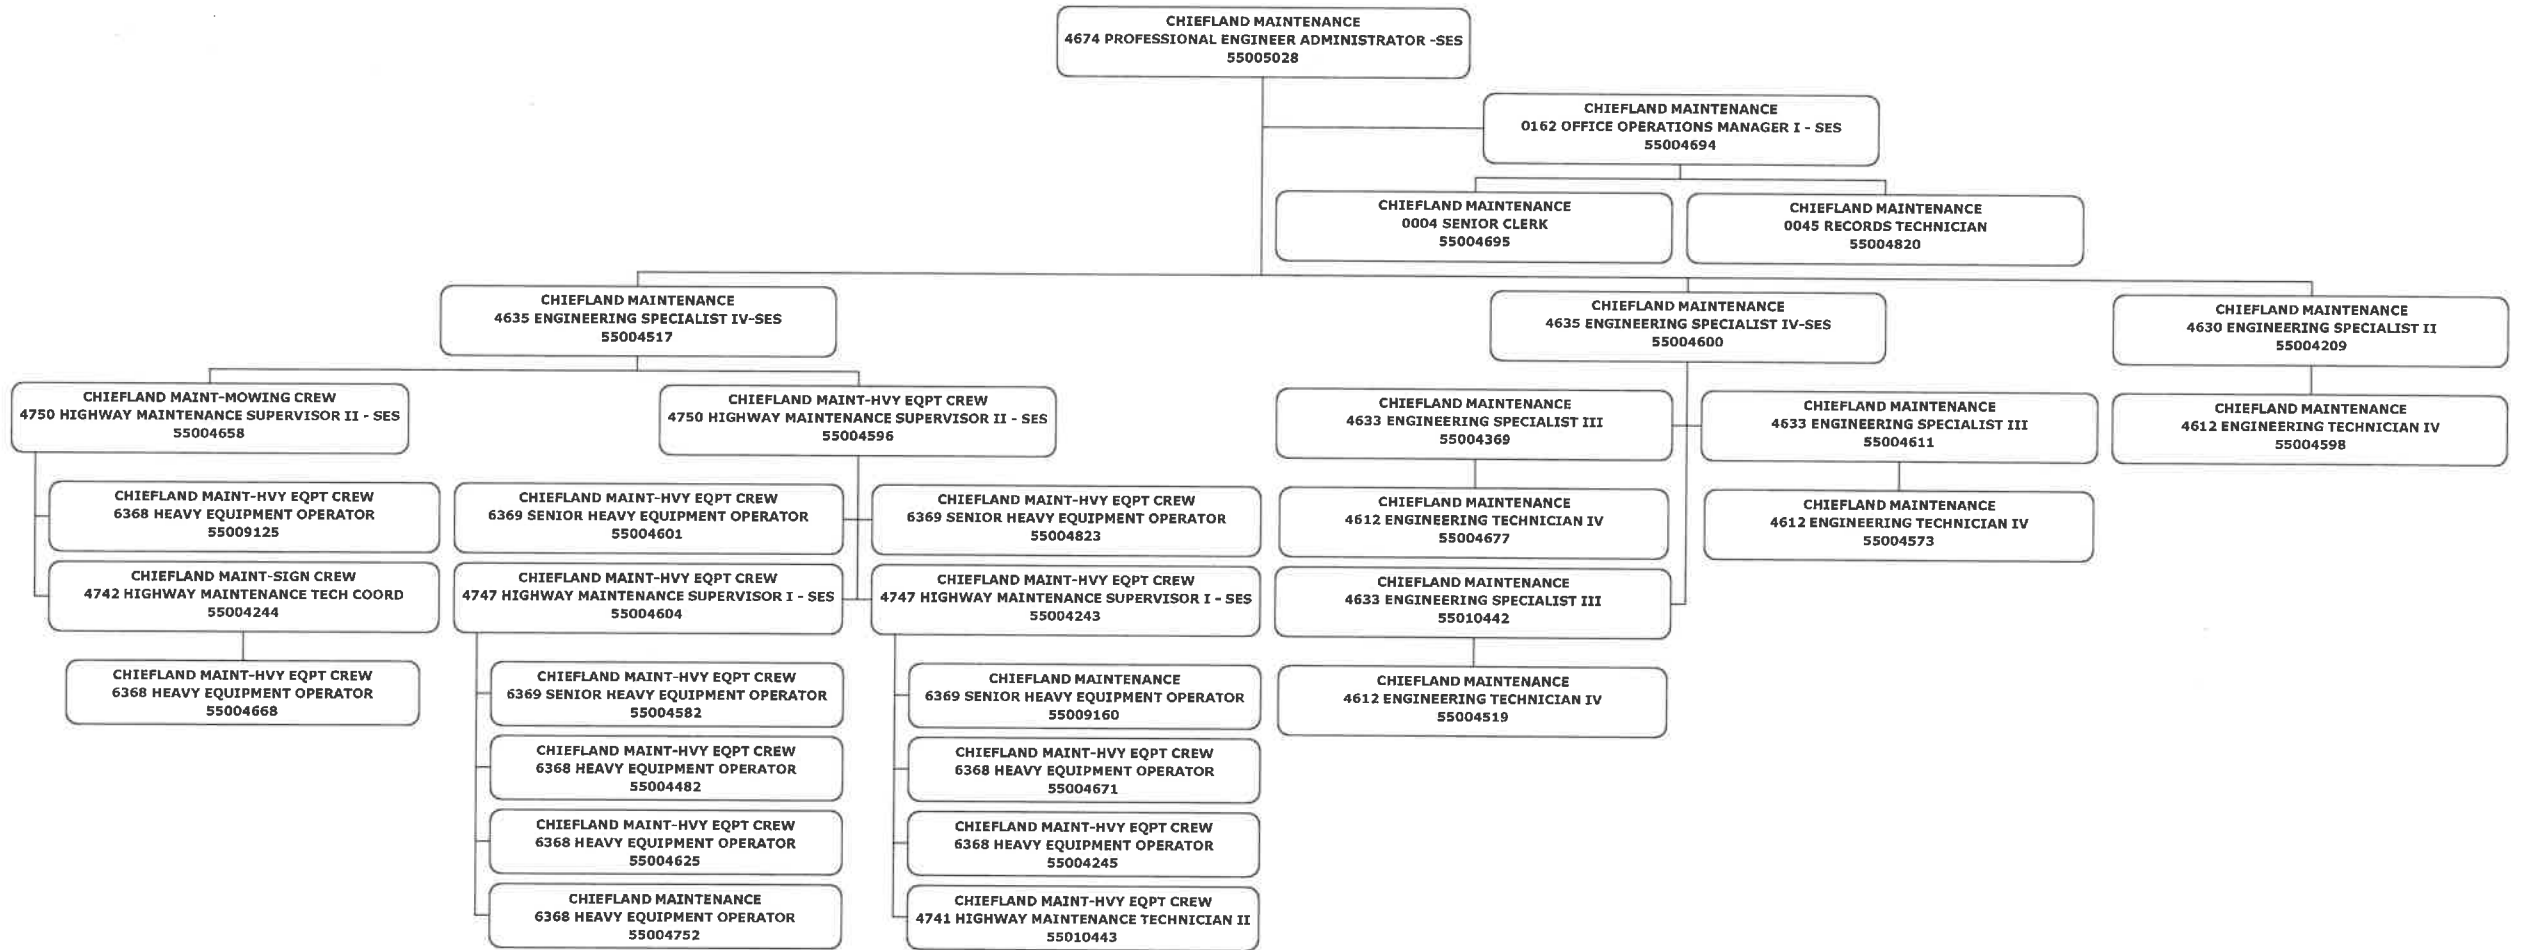 CHIEFLAND MAINTENANCE
4674 PROFESSIONAL ENGINEER ADMINISTRATOR -SES
55005028
CHIEFLAND MAINTENANCE
0162 OFFICE OPERATIONS MANAGER I - SES
55004694
CHIEFLAND MAINTENANCE
0004 SENIOR CLERK
55004695
CHIEFLAND MAINTENANCE
0045 RECORDS TECHNICIAN
55004820
CHIEFLAND MAINTENANCE
4635 ENGINEERING SPECIALIST IV-SES
55004517
CHIEFLAND MAINTENANCE
4635 ENGINEERING SPECIALIST IV-SES
55004600
CHIEFLAND MAINTENANCE
4630 ENGINEERING SPECIALIST II
55004209
CHIEFLAND MAINT-MOWING CREW
4750 HIGHWAY MAINTENANCE SUPERVISOR II - SES
55004658
CHIEFLAND MAINT-HVY EQPT CREW
4750 HIGHWAY MAINTENANCE SUPERVISOR II - SES
55004596
CHIEFLAND MAINTENANCE
4633 ENGINEERING SPECIALIST III
55004369
CHIEFLAND MAINTENANCE
4633 ENGINEERING SPECIALIST III
55004611
CHIEFLAND MAINTENANCE
4612 ENGINEERING TECHNICIAN IV
55004598
CHIEFLAND MAINT-HVY EQPT CREW
6368 HEAVY EQUIPMENT OPERATOR
55009125
CHIEFLAND MAINT-HVY EQPT CREW
6369 SENIOR HEAVY EQUIPMENT OPERATOR
55004601
CHIEFLAND MAINT-HVY EQPT CREW
6369 SENIOR HEAVY EQUIPMENT OPERATOR
55004823
CHIEFLAND MAINTENANCE
4612 ENGINEERING TECHNICIAN IV
55004677
CHIEFLAND MAINTENANCE
4612 ENGINEERING TECHNICIAN IV
55004573
CHIEFLAND MAINT-SIGN CREW
4742 HIGHWAY MAINTENANCE TECH COORD
55004244
CHIEFLAND MAINT-HVY EQPT CREW
4747 HIGHWAY MAINTENANCE SUPERVISOR I - SES
55004604
CHIEFLAND MAINT-HVY EQPT CREW
4747 HIGHWAY MAINTENANCE SUPERVISOR I - SES
55004243
CHIEFLAND MAINTENANCE
4633 ENGINEERING SPECIALIST III
55010442
CHIEFLAND MAINT-HVY EQPT CREW
6368 HEAVY EQUIPMENT OPERATOR
55004668
CHIEFLAND MAINT-HVY EQPT CREW
6369 SENIOR HEAVY EQUIPMENT OPERATOR
55004582
CHIEFLAND MAINTENANCE
6369 SENIOR HEAVY EQUIPMENT OPERATOR
55009160
CHIEFLAND MAINTENANCE
4612 ENGINEERING TECHNICIAN IV
55004519
CHIEFLAND MAINT-HVY EQPT CREW
6368 HEAVY EQUIPMENT OPERATOR
55004482
CHIEFLAND MAINT-HVY EQPT CREW
6368 HEAVY EQUIPMENT OPERATOR
55004671
CHIEFLAND MAINT-HVY EQPT CREW
6368 HEAVY EQUIPMENT OPERATOR
55004625
CHIEFLAND MAINT-HVY EQPT CREW
6368 HEAVY EQUIPMENT OPERATOR
55004245
CHIEFLAND MAINTENANCE
6368 HEAVY EQUIPMENT OPERATOR
55004752
CHIEFLAND MAINT-HVY EQPT CREW
4741 HIGHWAY MAINTENANCE TECHNICIAN II
55010443